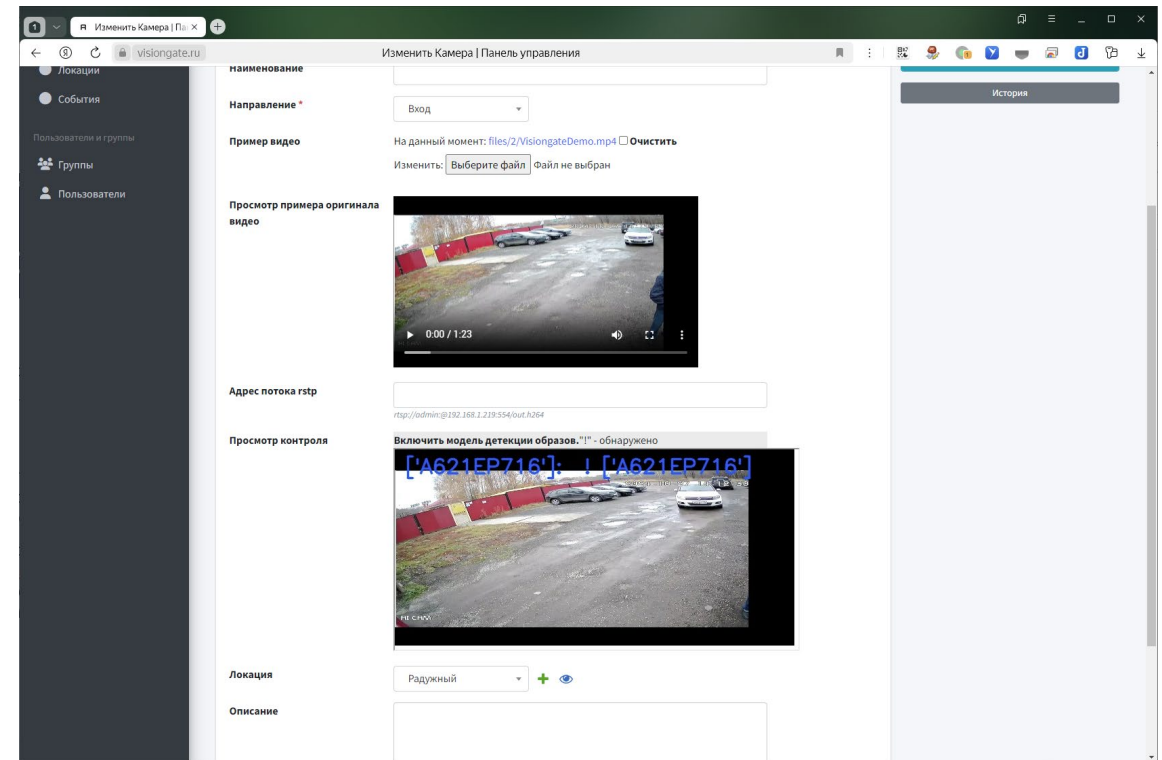 1
Я Изменить Камера | Па
visiongate.ru
Изменить Камера | Панель управления
Локации
События
Пользователи и группы
Группы
Пользователи
Наименование
Направление *
Вход
Пример видео
На данный момент: files/2/VisiongateDemo.mp4 Очистить
Изменить: Выберите файл Файл не выбран
Просмотр примера оригинала
видео
0:00 / 1:23
Адрес потока rstp
rtsp://admin:@192.168.1.219:554/out.h264
Просмотр контроля
Включить модель детекции образов."!" - обнаружено
['A621EP716']: ! ['A621EP716']
Локация
Радужный
Описание
История